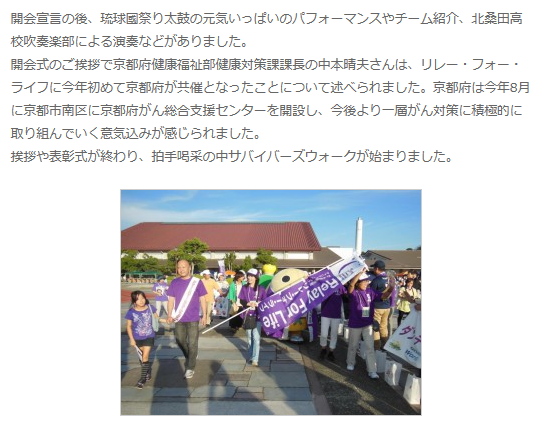 開会宣言の後、琉球國祭り太鼓の元気いっぱいのパフォーマンスやチーム紹介、北桑田高
校吹奏楽部による演奏などがありました。
開会式のご挨拶で京都府健康福祉部健康対策課課長の中本晴夫さんは、リレー・フォー・
ライフに今年初めて京都府が共催となったことについて述べられました。京都府は今年8月
に京都市南区に京都府がん総合支援センターを開設し、今後より一層がん対策に積極的に
取り組んでいく意気込みが感じられました。
挨拶や表彰式が終わり、拍手喝采の中サバイバーズウォークが始まりました。
Relay For Life